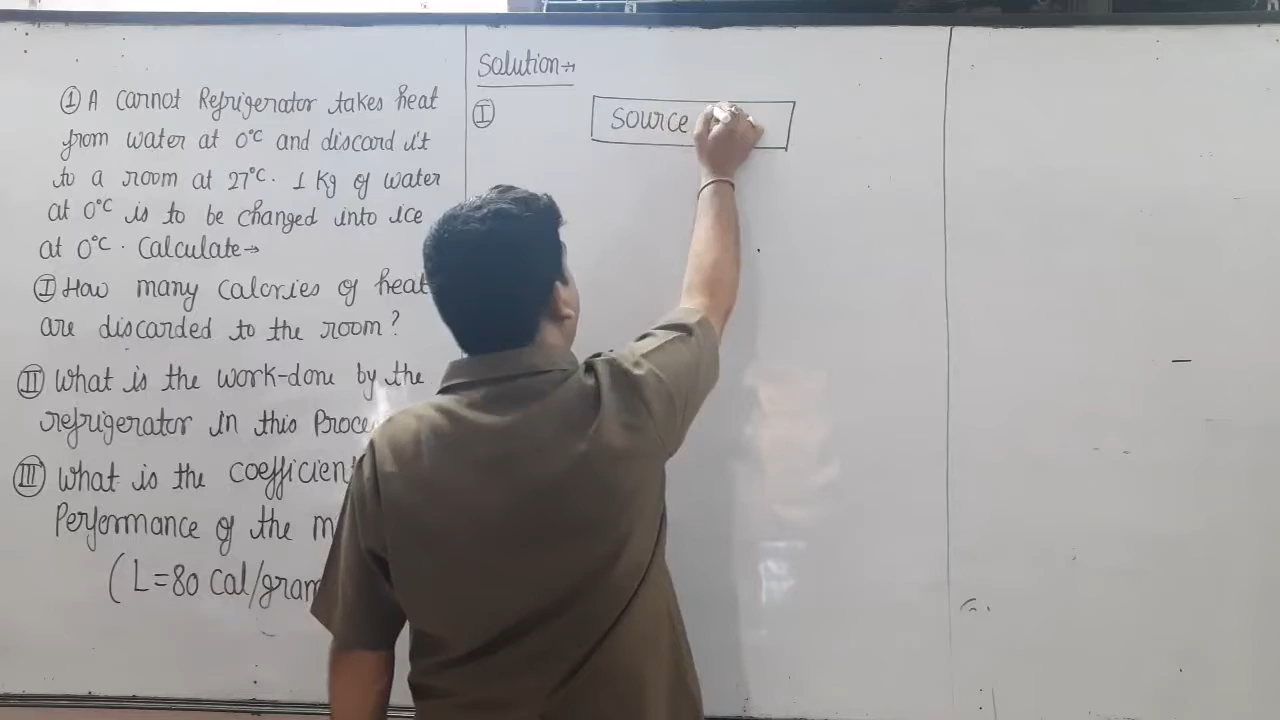 ① A carnot Refrigerator takes heat
from water at 0°C and discard it
to a room at 27°C. 1 Kg of water
at 0°C is to be changed into ice
at 0°C. Calculate→
Ⓘ How many calories of heat
are discarded to the room?
Ⅱ What is the work-done by the
refrigerator in this
Ⅲ What is the
Performance of the
(L=80 Cal/gram
Solution→
Ⓘ
Source